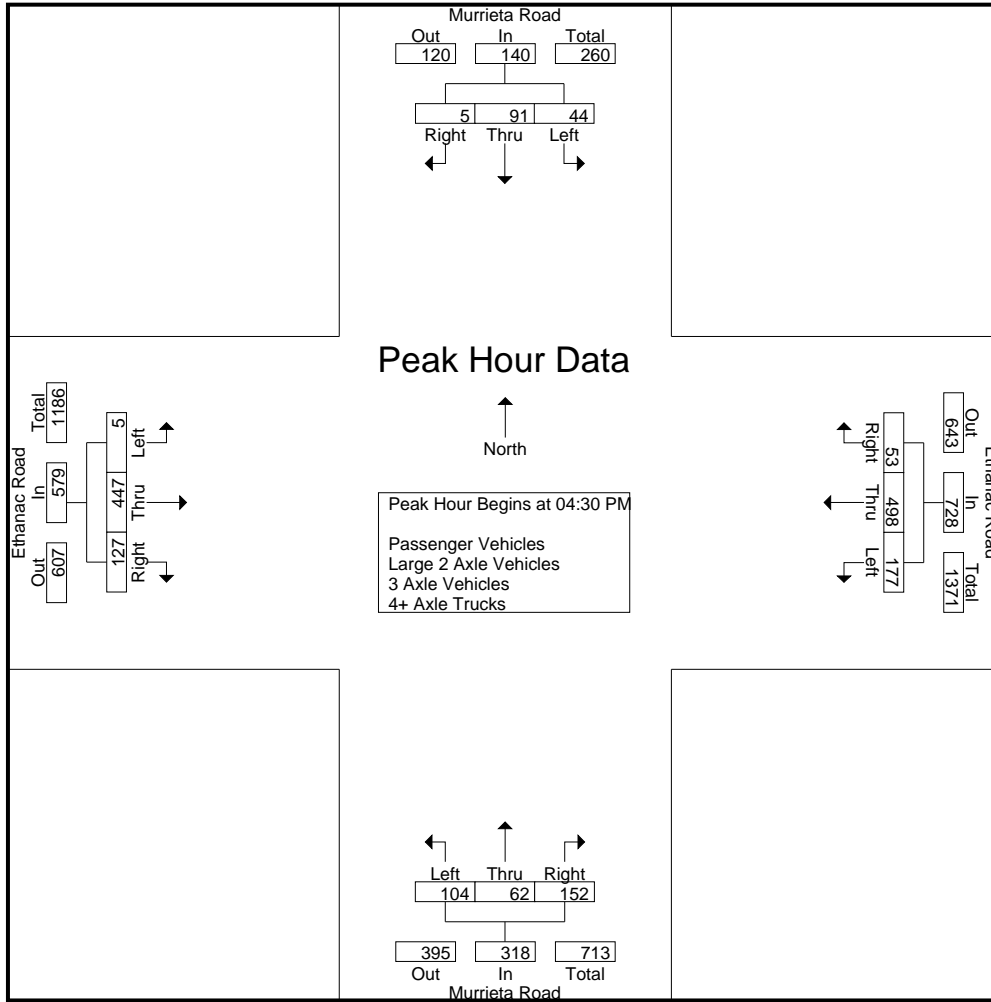 Murrieta Road
Out In Total
120 140 260
5 91 44
Right Thru Left
Peak Hour Data
North
Peak Hour Begins at 04:30 PM
Passenger Vehicles
Large 2 Axle Vehicles
3 Axle Vehicles
4+ Axle Trucks
Ethanac Road
Total In Out
1186 579 607
5 447 127
Left Thru Right
Ethanac Road
Out In Total
643 728 1371
53 498 177
Right Thru Left
Left Thru Right
104 62 152
395 318 713
Out In Total
Murrieta Road